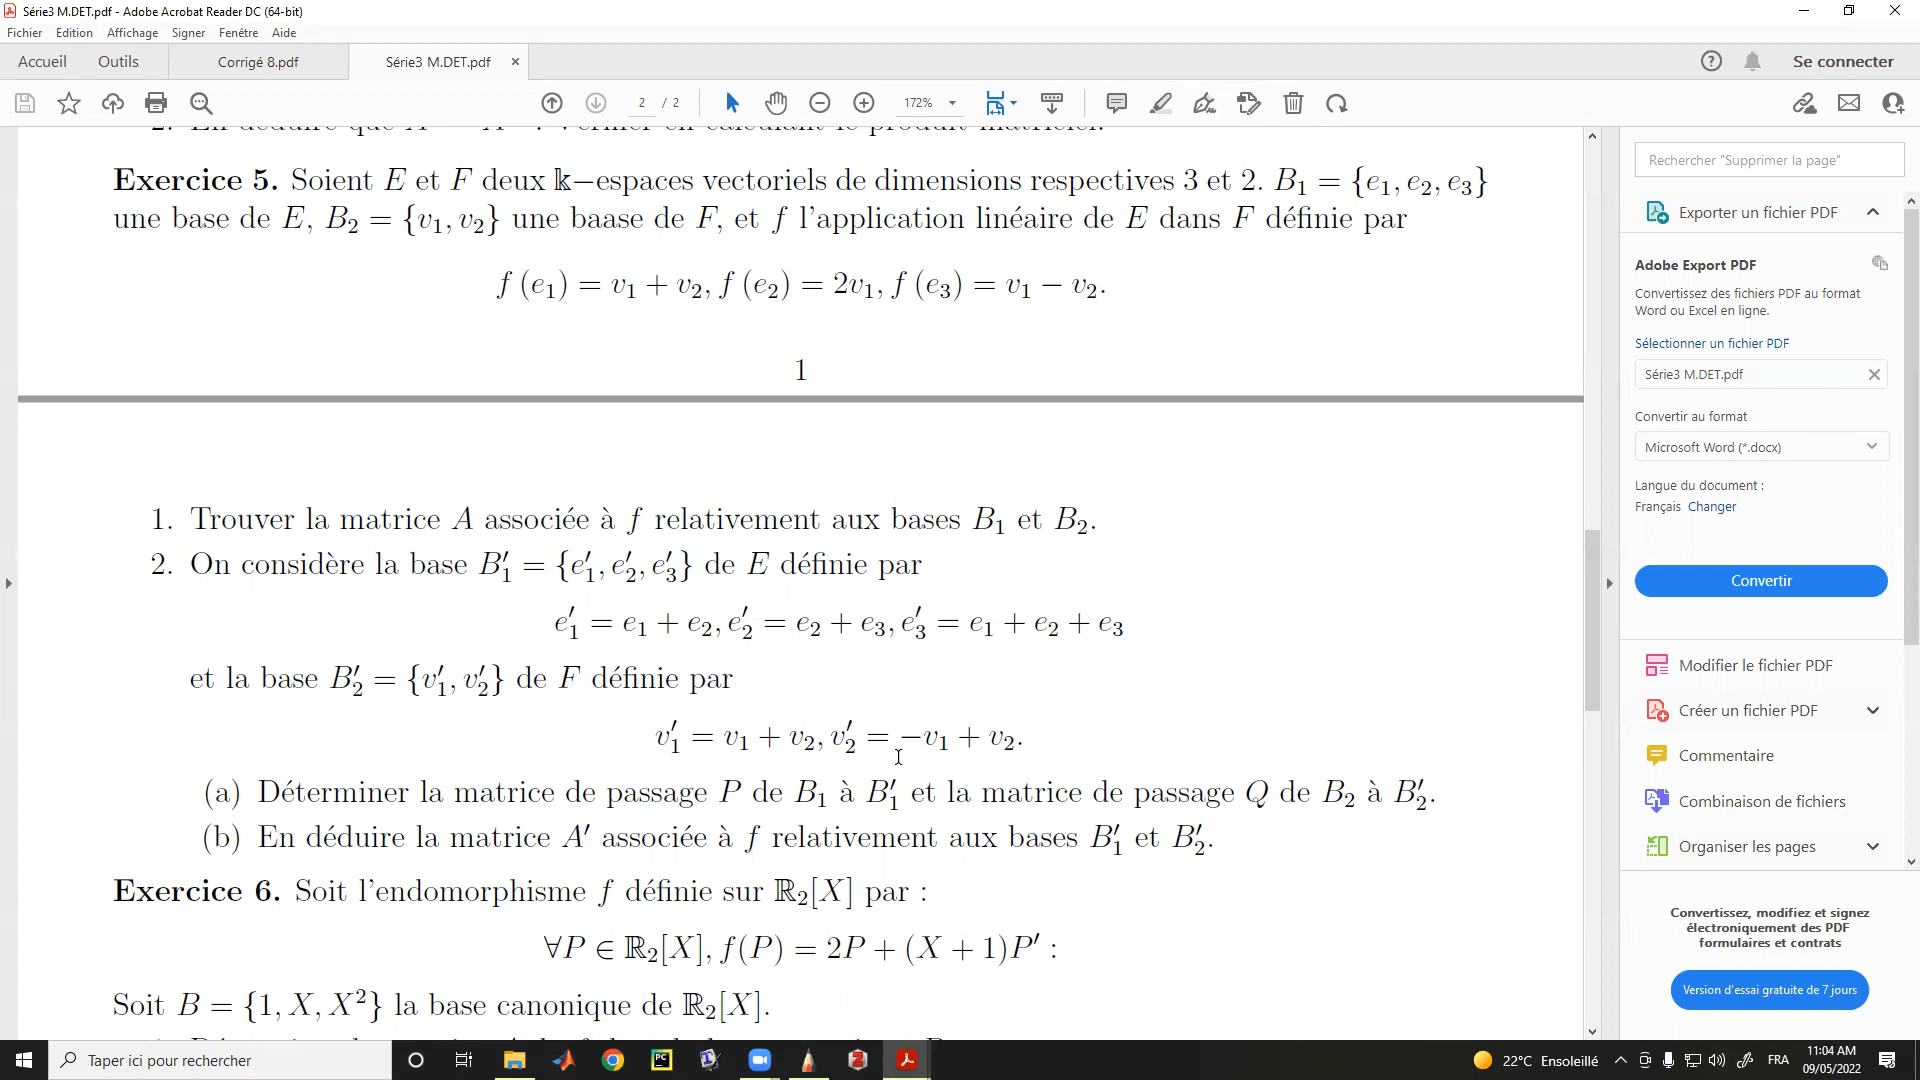 Série3 M.DET.pdf - Adobe Acrobat Reader DC (64-bit)
Fichier Edition Affichage Signer Fenêtre Aide
Accueil Outils Corrigé 8.pdf Série3 M.DET.pdf × Se connecter
2 / 2 172%
Exercice 5. Soient E et F deux 𝕜−espaces vectoriels de dimensions respectives 3 et 2. B₁ = {e₁, e₂, e₃}
une base de E, B₂ = {v₁, v₂} une baase de F, et f l'application linéaire de E dans F définie par
f (e₁) = v₁ + v₂, f (e₂) = 2v₁, f (e₃) = v₁ − v₂.
1
1. Trouver la matrice A associée à f relativement aux bases B₁ et B₂.
2. On considère la base B′₁ = {e′₁, e′₂, e′₃} de E définie par
e′₁ = e₁ + e₂, e′₂ = e₂ + e₃, e′₃ = e₁ + e₂ + e₃
et la base B′₂ = {v′₁, v′₂} de F définie par
v′₁ = v₁ + v₂, v′₂ = −v₁ + v₂.
(a) Déterminer la matrice de passage P de B₁ à B′₁ et la matrice de passage Q de B₂ à B′₂.
(b) En déduire la matrice A′ associée à f relativement aux bases B′₁ et B′₂.
Exercice 6. Soit l'endomorphisme f définie sur ℝ₂[X] par :
∀P ∈ ℝ₂[X], f(P) = 2P + (X + 1)P′ :
Soit B = {1, X, X²} la base canonique de ℝ₂[X].
Rechercher "Supprimer la page"
Exporter un fichier PDF
Adobe Export PDF
Convertissez des fichiers PDF au format
Word ou Excel en ligne.
Sélectionner un fichier PDF
Série3 M.DET.pdf
Convertir au format
Microsoft Word (*.docx)
Langue du document :
Français Changer
Convertir
Modifier le fichier PDF
Créer un fichier PDF
Commentaire
Combinaison de fichiers
Organiser les pages
Convertissez, modifiez et signez
électroniquement des PDF
formulaires et contrats
Version d'essai gratuite de 7 jours
Taper ici pour rechercher
22°C Ensoleillé FRA 11:04 AM
09/05/2022